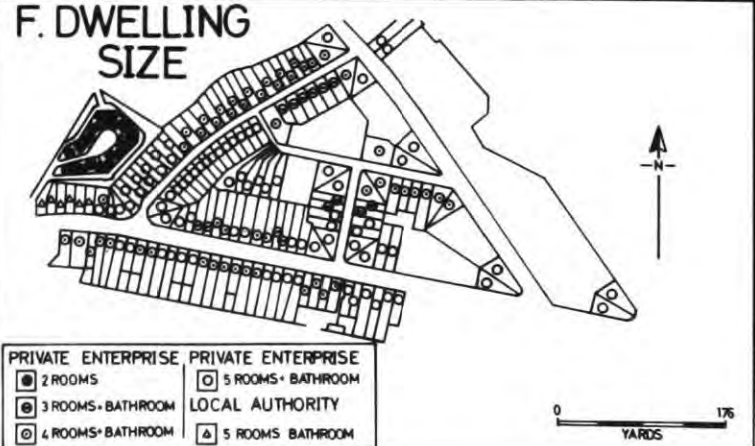 F. DWELLING
SIZE
N
PRIVATE ENTERPRISE
2 ROOMS
3 ROOMS+BATHROOM
4 ROOMS+BATHROOM
PRIVATE ENTERPRISE
5 ROOMS+ BATHROOM
LOCAL AUTHORITY
5 ROOMS BATHROOM
0 176
YARDS